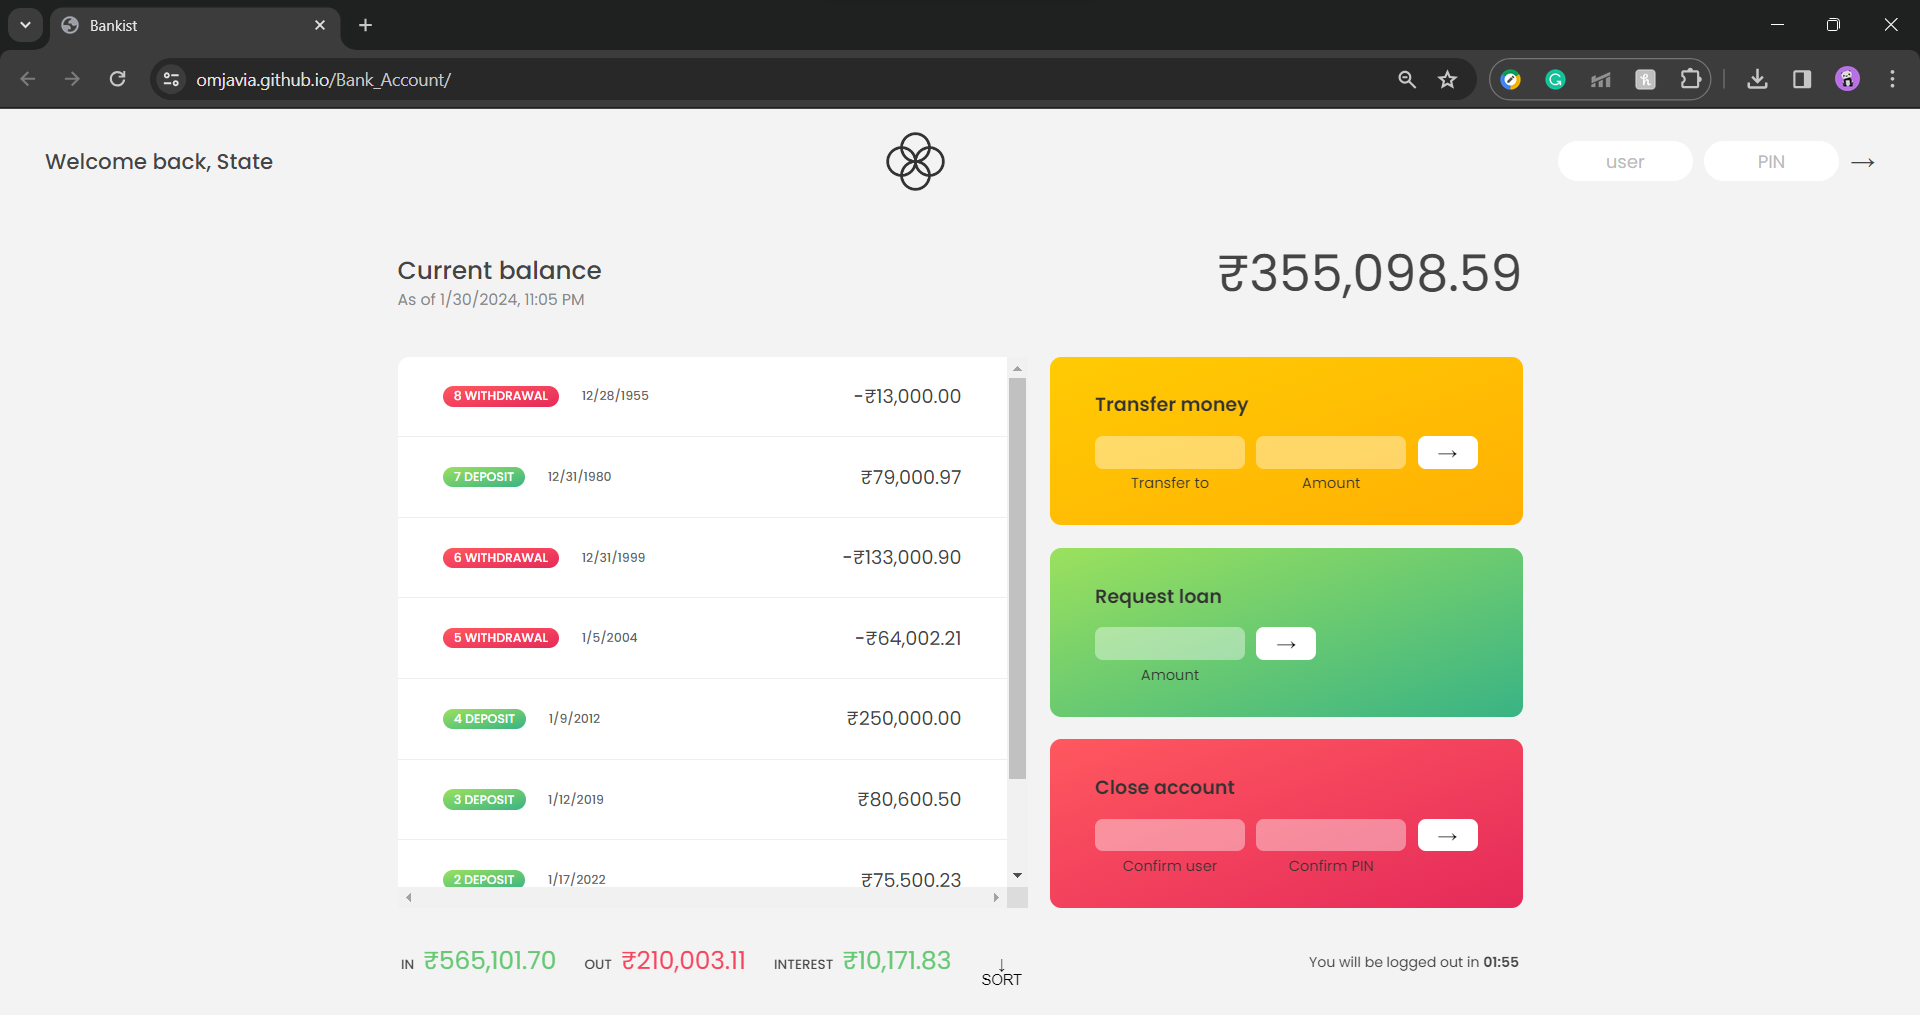 Bankist
omjavia.github.io/Bank_Account/
Welcome back, State
user
PIN
→
Current balance
As of 1/30/2024, 11:05 PM
₹355,098.59
8 WITHDRAWAL 12/28/1955 -₹13,000.00
7 DEPOSIT 12/31/1980 ₹79,000.97
6 WITHDRAWAL 12/31/1999 -₹133,000.90
5 WITHDRAWAL 1/5/2004 -₹64,002.21
4 DEPOSIT 1/9/2012 ₹250,000.00
3 DEPOSIT 1/12/2019 ₹80,600.50
2 DEPOSIT 1/17/2022 ₹75,500.23
Transfer money
→
Transfer to Amount
Request loan
→
Amount
Close account
→
Confirm user Confirm PIN
IN ₹565,101.70 OUT ₹210,003.11 INTEREST ₹10,171.83
↓
SORT
You will be logged out in 01:55